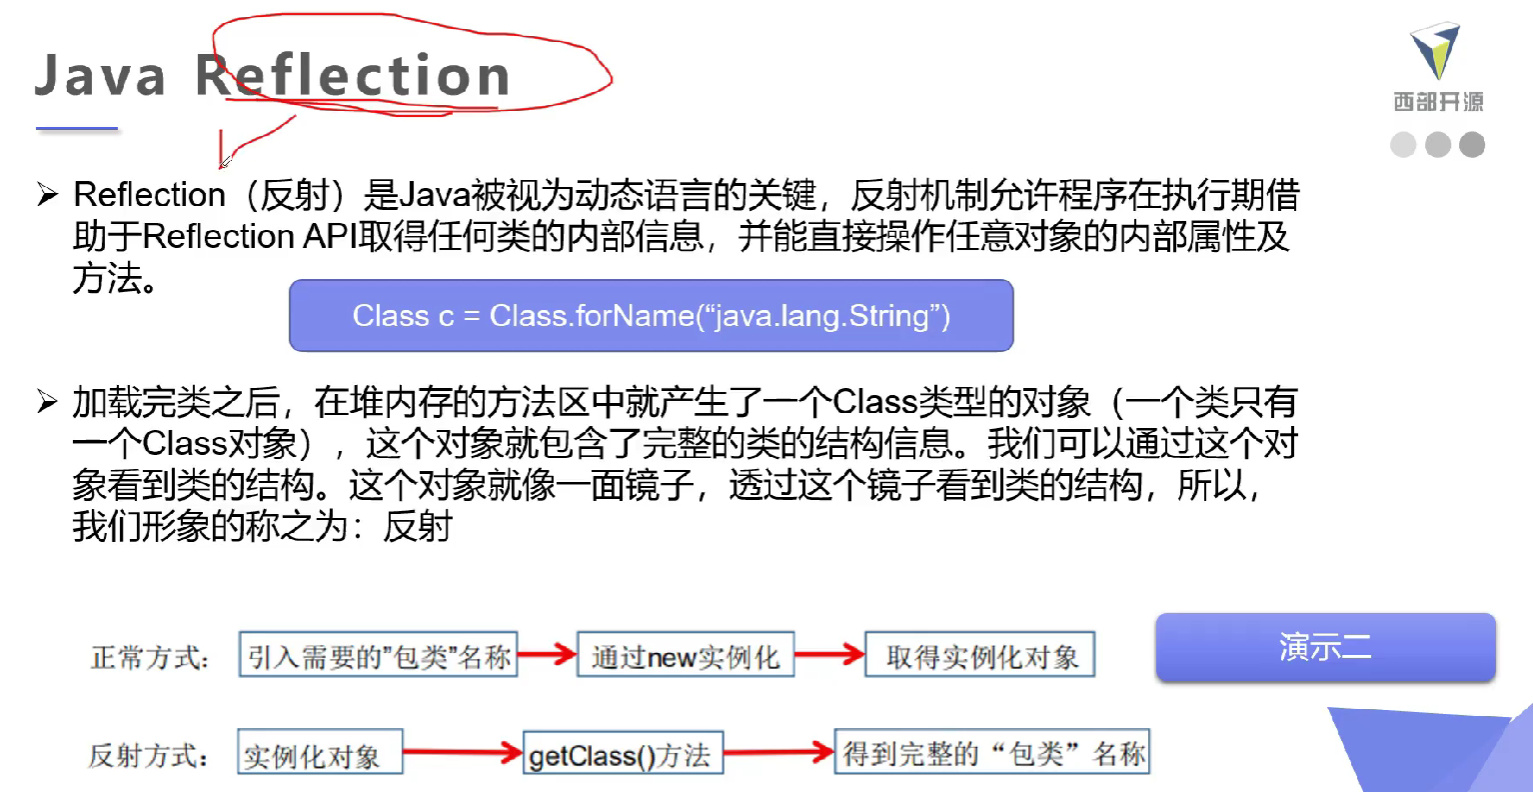 Java Reflection
西部开源
Reflection（反射）是Java被视为动态语言的关键，反射机制允许程序在执行期借
助于Reflection API取得任何类的内部信息，并能直接操作任意对象的内部属性及
方法。
Class c = Class.forName(“java.lang.String”)
加载完类之后，在堆内存的方法区中就产生了一个Class类型的对象（一个类只有
一个Class对象），这个对象就包含了完整的类的结构信息。我们可以通过这个对
象看到类的结构。这个对象就像一面镜子，透过这个镜子看到类的结构，所以，
我们形象的称之为：反射
正常方式： 引入需要的”包类”名称 通过new实例化 取得实例化对象
演示二
反射方式： 实例化对象 getClass()方法 得到完整的“包类”名称